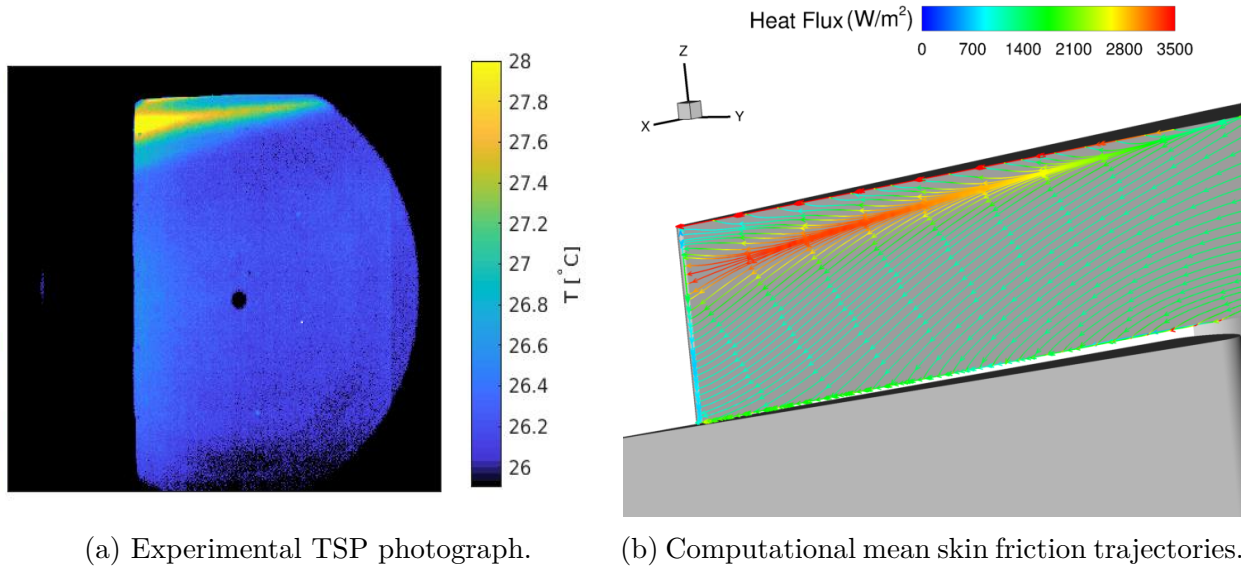 28
27.8
27.6
27.4
27.2
27
26.8
26.6
26.4
26.2
26
T [°C]
Heat Flux (W/m²)
0 700 1400 2100 2800 3500
Z
X
Y
(a) Experimental TSP photograph.
(b) Computational mean skin friction trajectories.